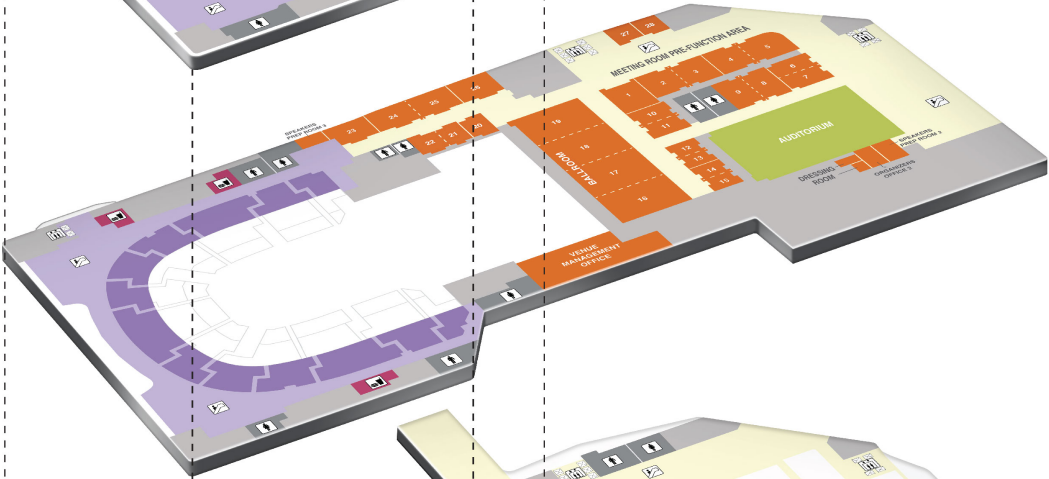 27
28
MEETING ROOM PRE-FUNCTION AREA
5
4
3
2
1
6
7
8
9
10
11
26
25
24
23
SPEAKERS
PREP ROOM 3
20
21
22
19
18
17
16
BALLROOM
12
13
14
15
AUDITORIUM
SPEAKERS
PREP ROOM 2
ORGANIZERS
OFFICE 2
DRESSING
ROOM
VENUE
MANAGEMENT
OFFICE